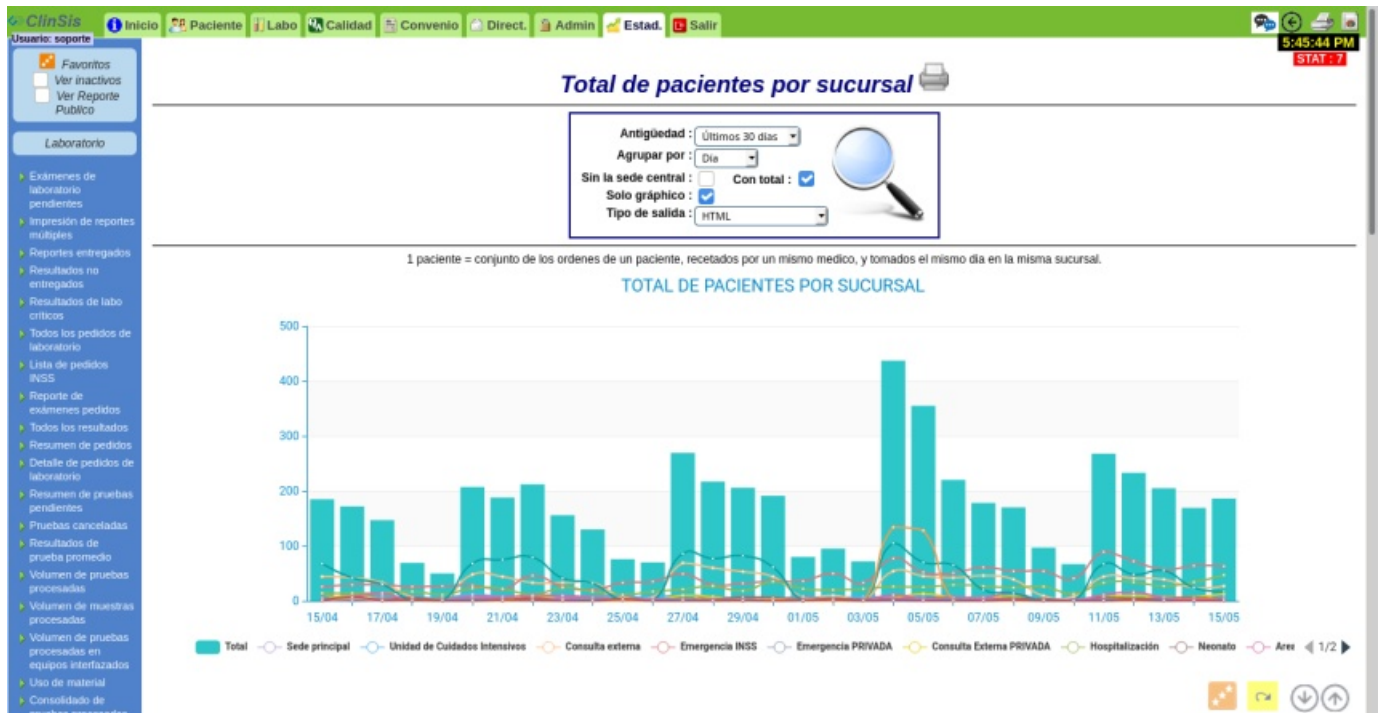 ClinSis
Inicio Paciente Labo Calidad Convenio Direct. Admin Estad. Salir
Usuario: soporte
5:45:44 PM
STAT : 7
Favoritos
Ver inactivos
Ver Reporte
Publico
Laboratorio
Exámenes de
laboratorio
pendientes
Impresión de reportes
múltiples
Reportes entregados
Resultados no
entregados
Resultados de labo
críticos
Todos los pedidos de
laboratorio
Lista de pedidos
INSS
Reporte de
exámenes pedidos
Todos los resultados
Resumen de pedidos
Detalle de pedidos de
laboratorio
Resumen de pruebas
pendientes
Pruebas canceladas
Resultados de
prueba promedio
Volumen de pruebas
procesadas
Volumen de muestras
procesadas
Volumen de pruebas
procesadas en
equipos interfazados
Uso de material
Consolidado de
Total de pacientes por sucursal
Antigüedad : Últimos 30 días
Agrupar por : Día
Sin la sede central : Con total :
Solo gráphico :
Tipo de salida : HTML
1 paciente = conjunto de los ordenes de un paciente, recetados por un mismo medico, y tomados el mismo dia en la misma sucursal.
TOTAL DE PACIENTES POR SUCURSAL
500
400
300
200
100
0
15/04 17/04 19/04 21/04 23/04 25/04 27/04 29/04 01/05 03/05 05/05 07/05 09/05 11/05 13/05 15/05
Total Sede principal Unidad de Cuidados Intensivos Consulta externa Emergencia INSS Emergencia PRIVADA Consulta Externa PRIVADA Hospitalización Neonato 1/2